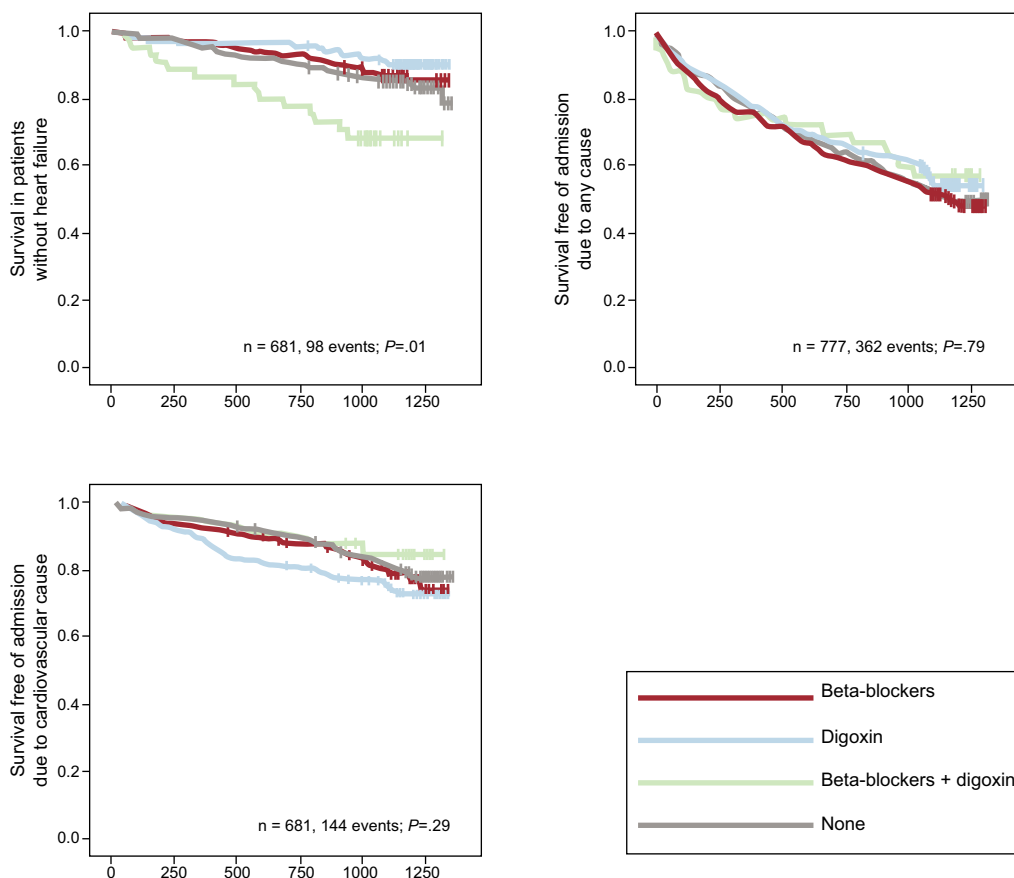 Survival in patients
without heart failure
1.0
0.8
0.6
0.4
0.2
0.0
n = 681, 98 events; P=.01
0 250 500 750 1000 1250
Survival free of admission
due to any cause
1.0
0.8
0.6
0.4
0.2
0.0
n = 777, 362 events; P=.79
0 250 500 750 1000 1250
Survival free of admission
due to cardiovascular cause
1.0
0.8
0.6
0.4
0.2
0.0
n = 681, 144 events; P=.29
0 250 500 750 1000 1250
Beta-blockers
Digoxin
Beta-blockers + digoxin
None